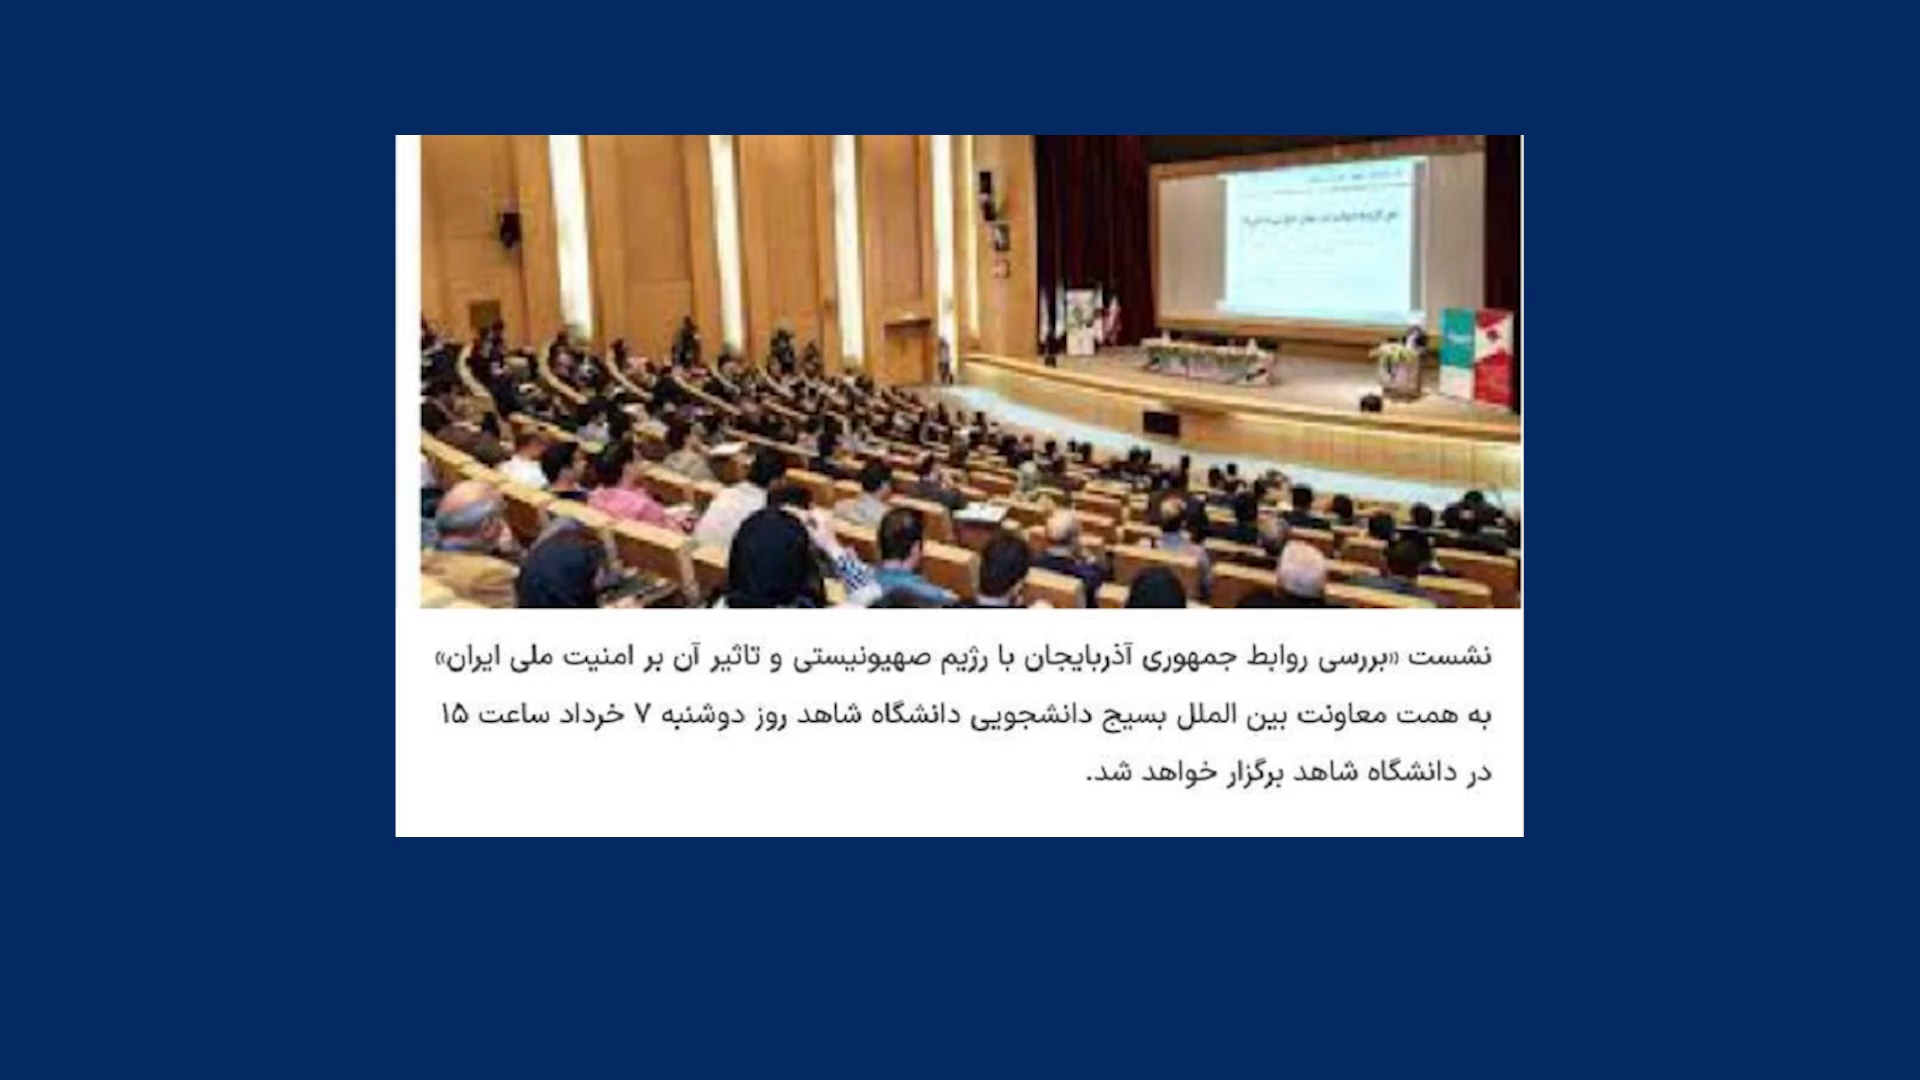 نشست «بررسی روابط جمهوری آذربایجان با رژیم صهیونیستی و تاثیر آن بر امنیت ملی ایران»
به همت معاونت بین الملل بسیج دانشجویی دانشگاه شاهد روز دوشنبه ۷ خرداد ساعت ۱۵
در دانشگاه شاهد برگزار خواهد شد.